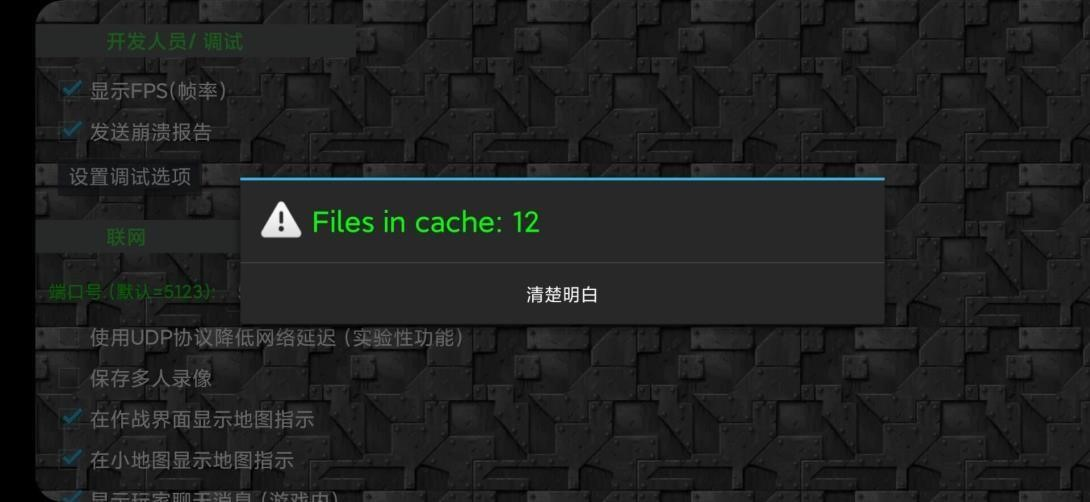 开发人员/ 调试
显示FPS(帧率)
发送崩溃报告
设置调试选项
Files in cache: 12
联网
清楚明白
端口号 (默认=5123):
使用UDP协议降低网络延迟 (实验性功能)
保存多人录像
在作战界面显示地图指示
在小地图显示地图指示
显示玩家聊天消息 (游戏内)